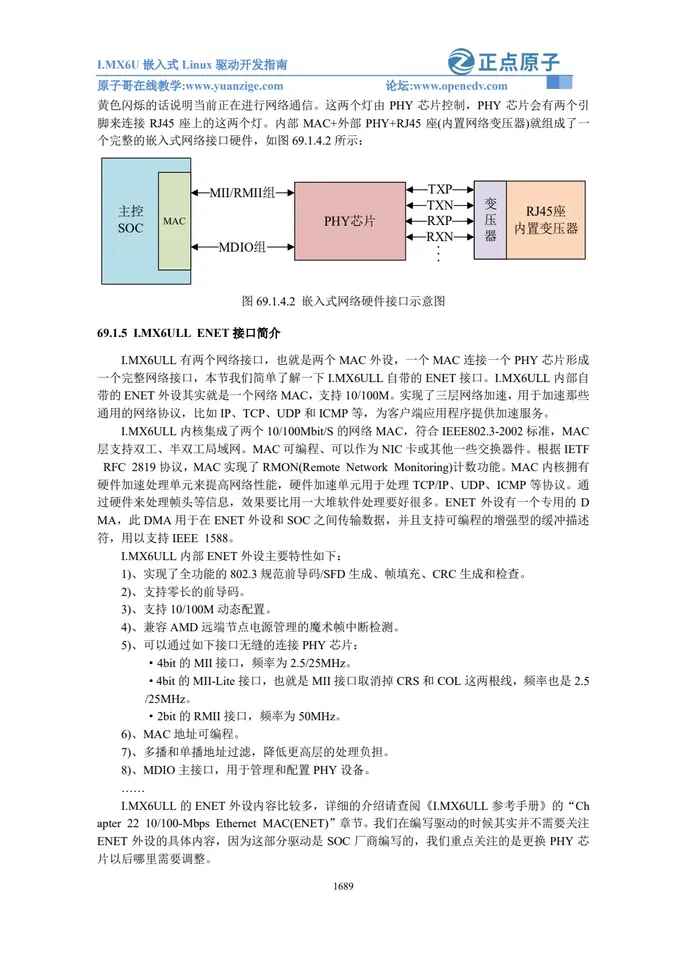 I.MX6U 嵌入式 Linux 驱动开发指南
正点原子
原子哥在线教学:www.yuanzige.com
论坛:www.openedv.com
黄色闪烁的话说明当前正在进行网络通信。这两个灯由 PHY 芯片控制，PHY 芯片会有两个引
脚来连接 RJ45 座上的这两个灯。内部 MAC+外部 PHY+RJ45 座(内置网络变压器)就组成了一
个完整的嵌入式网络接口硬件，如图 69.1.4.2 所示：
主控
SOC
MAC
MII/RMII组
MDIO组
PHY芯片
TXP
TXN
RXP
RXN
变
压
器
RJ45座
内置变压器
图 69.1.4.2 嵌入式网络硬件接口示意图
69.1.5 I.MX6ULL ENET 接口简介
I.MX6ULL 有两个网络接口，也就是两个 MAC 外设，一个 MAC 连接一个 PHY 芯片形成
一个完整网络接口，本节我们简单了解一下 I.MX6ULL 自带的 ENET 接口。I.MX6ULL 内部自
带的 ENET 外设其实就是一个网络 MAC，支持 10/100M。实现了三层网络加速，用于加速那些
通用的网络协议，比如 IP、TCP、UDP 和 ICMP 等，为客户端应用程序提供加速服务。
I.MX6ULL 内核集成了两个 10/100Mbit/S 的网络 MAC，符合 IEEE802.3-2002 标准，MAC
层支持双工、半双工局域网。MAC 可编程、可以作为 NIC 卡或其他一些交换器件。根据 IETF
RFC 2819 协议，MAC 实现了 RMON(Remote Network Monitoring)计数功能。MAC 内核拥有
硬件加速处理单元来提高网络性能，硬件加速单元用于处理 TCP/IP、UDP、ICMP 等协议。通
过硬件来处理帧头等信息，效果要比用一大堆软件处理要好很多。ENET 外设有一个专用的 D
MA，此 DMA 用于在 ENET 外设和 SOC 之间传输数据，并且支持可编程的增强型的缓冲描述
符，用以支持 IEEE 1588。
I.MX6ULL 内部 ENET 外设主要特性如下：
1)、实现了全功能的 802.3 规范前导码/SFD 生成、帧填充、CRC 生成和检查。
2)、支持零长的前导码。
3)、支持 10/100M 动态配置。
4)、兼容 AMD 远端节点电源管理的魔术帧中断检测。
5)、可以通过如下接口无缝的连接 PHY 芯片：
·4bit 的 MII 接口，频率为 2.5/25MHz。
·4bit 的 MII-Lite 接口，也就是 MII 接口取消掉 CRS 和 COL 这两根线，频率也是 2.5
/25MHz。
·2bit 的 RMII 接口，频率为 50MHz。
6)、MAC 地址可编程。
7)、多播和单播地址过滤，降低更高层的处理负担。
8)、MDIO 主接口，用于管理和配置 PHY 设备。
……
I.MX6ULL 的 ENET 外设内容比较多，详细的介绍请查阅《I.MX6ULL 参考手册》的“Ch
apter 22 10/100-Mbps Ethernet MAC(ENET)”章节。我们在编写驱动的时候其实并不需要关注
ENET 外设的具体内容，因为这部分驱动是 SOC 厂商编写的，我们重点关注的是更换 PHY 芯
片以后哪里需要调整。
1689